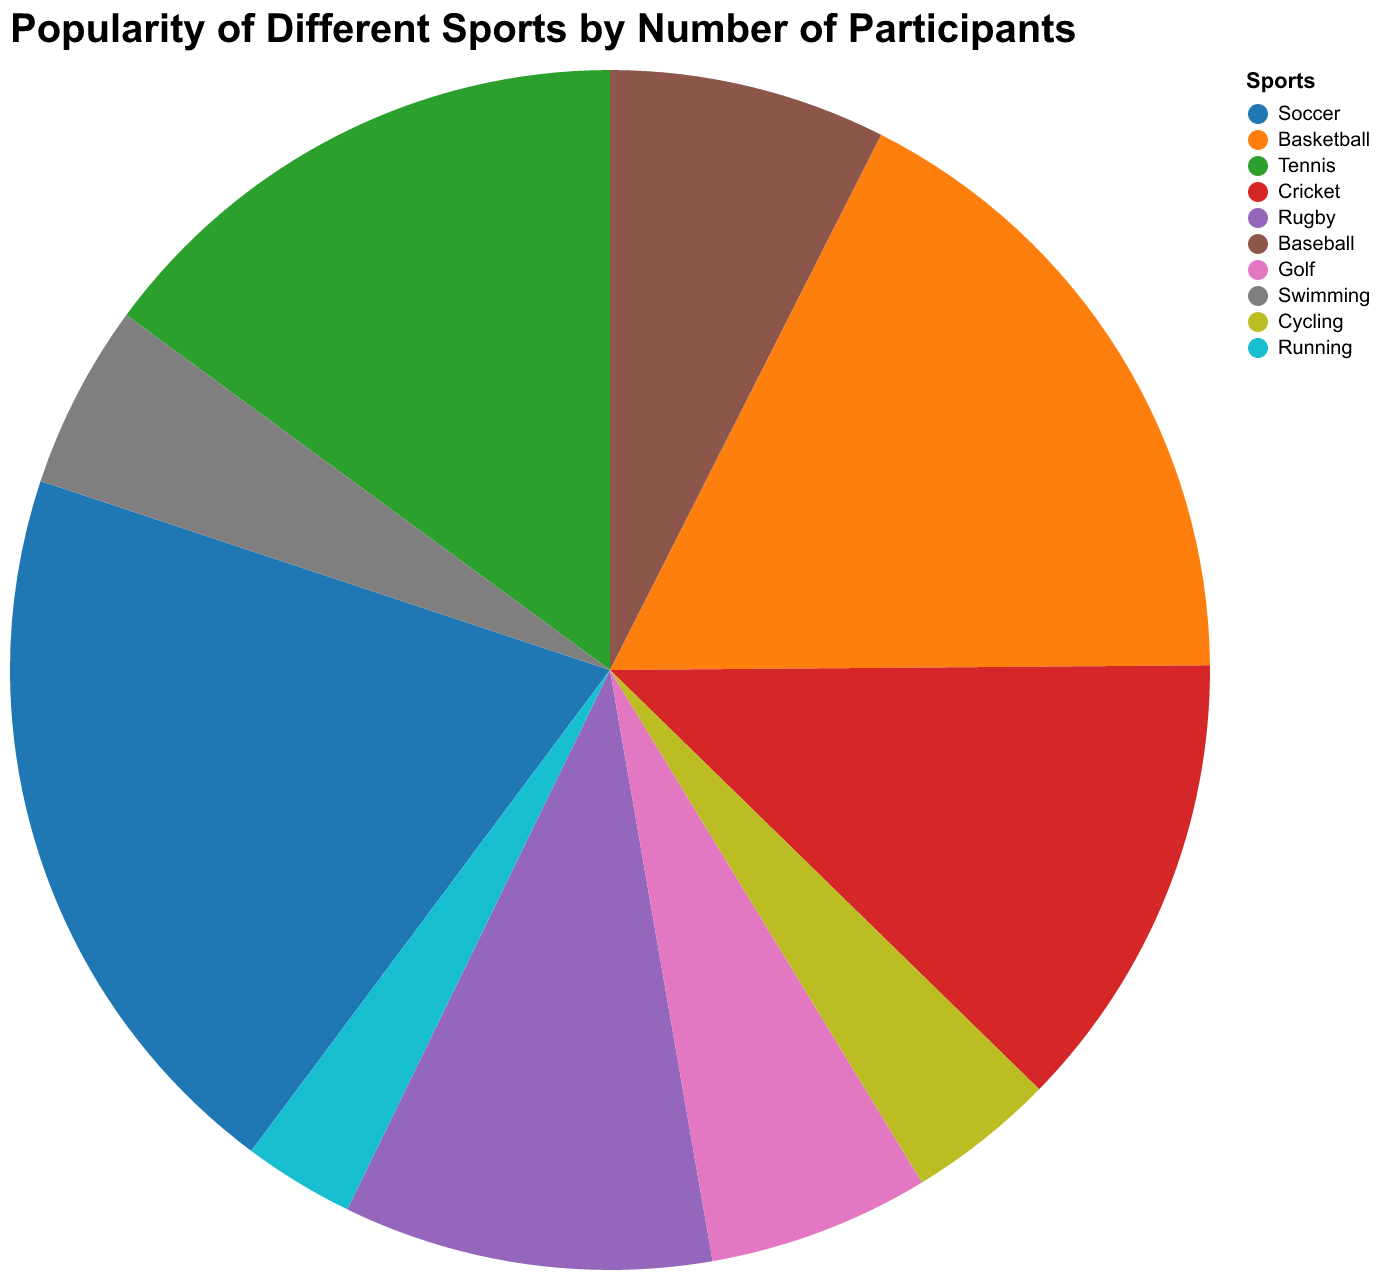 Popularity of Different Sports by Number of Participants
Sports
Soccer
Basketball
Tennis
Cricket
Rugby
Baseball
Golf
Swimming
Cycling
Running